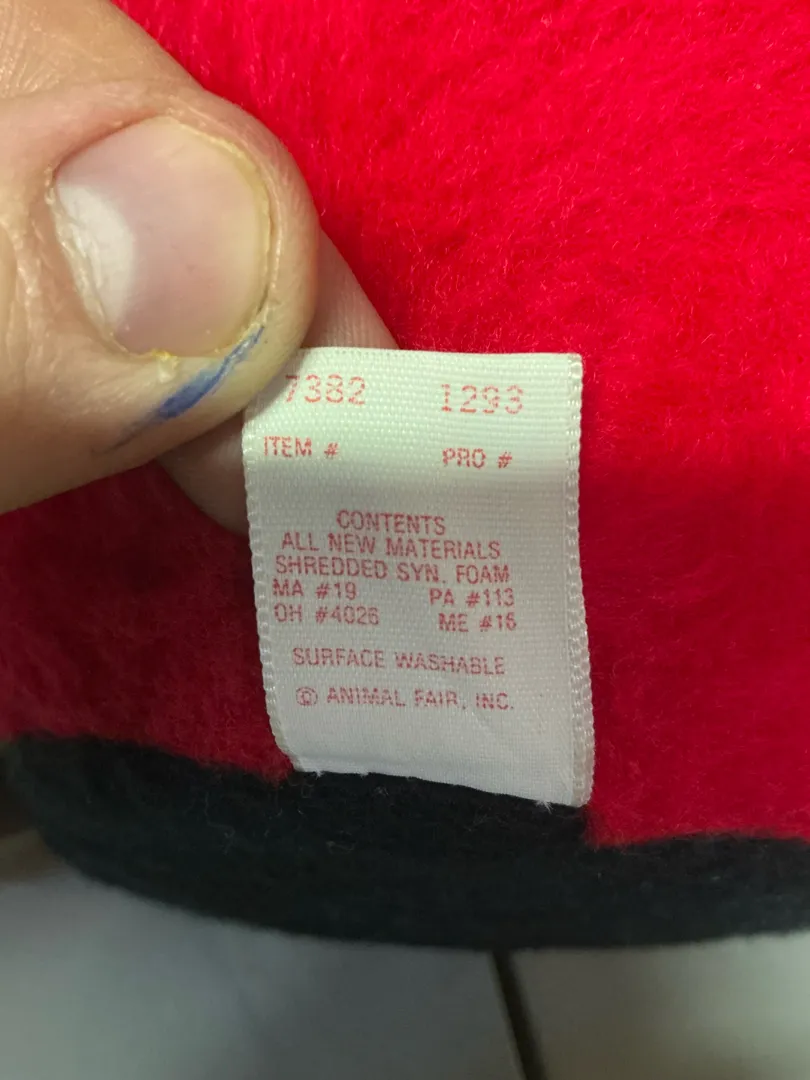 7382 1293
ITEM # PRO #
CONTENTS
ALL NEW MATERIALS
SHREDDED SYN. FOAM
MA #19 PA #113
OH #4026 ME #16
SURFACE WASHABLE
© ANIMAL FAIR, INC.